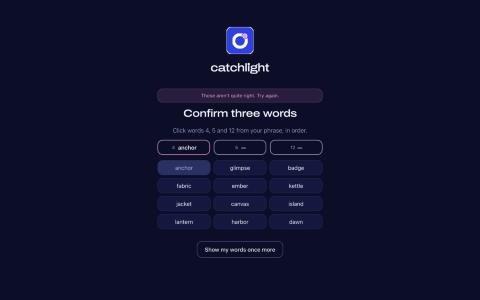 catchlight
Those aren't quite right. Try again.
Confirm three words
Click words 4, 5 and 12 from your phrase, in order.
4 anchor 5 — 12 —
anchor glimpse badge
fabric ember kettle
jacket canvas island
lantern harbor dawn
Show my words once more